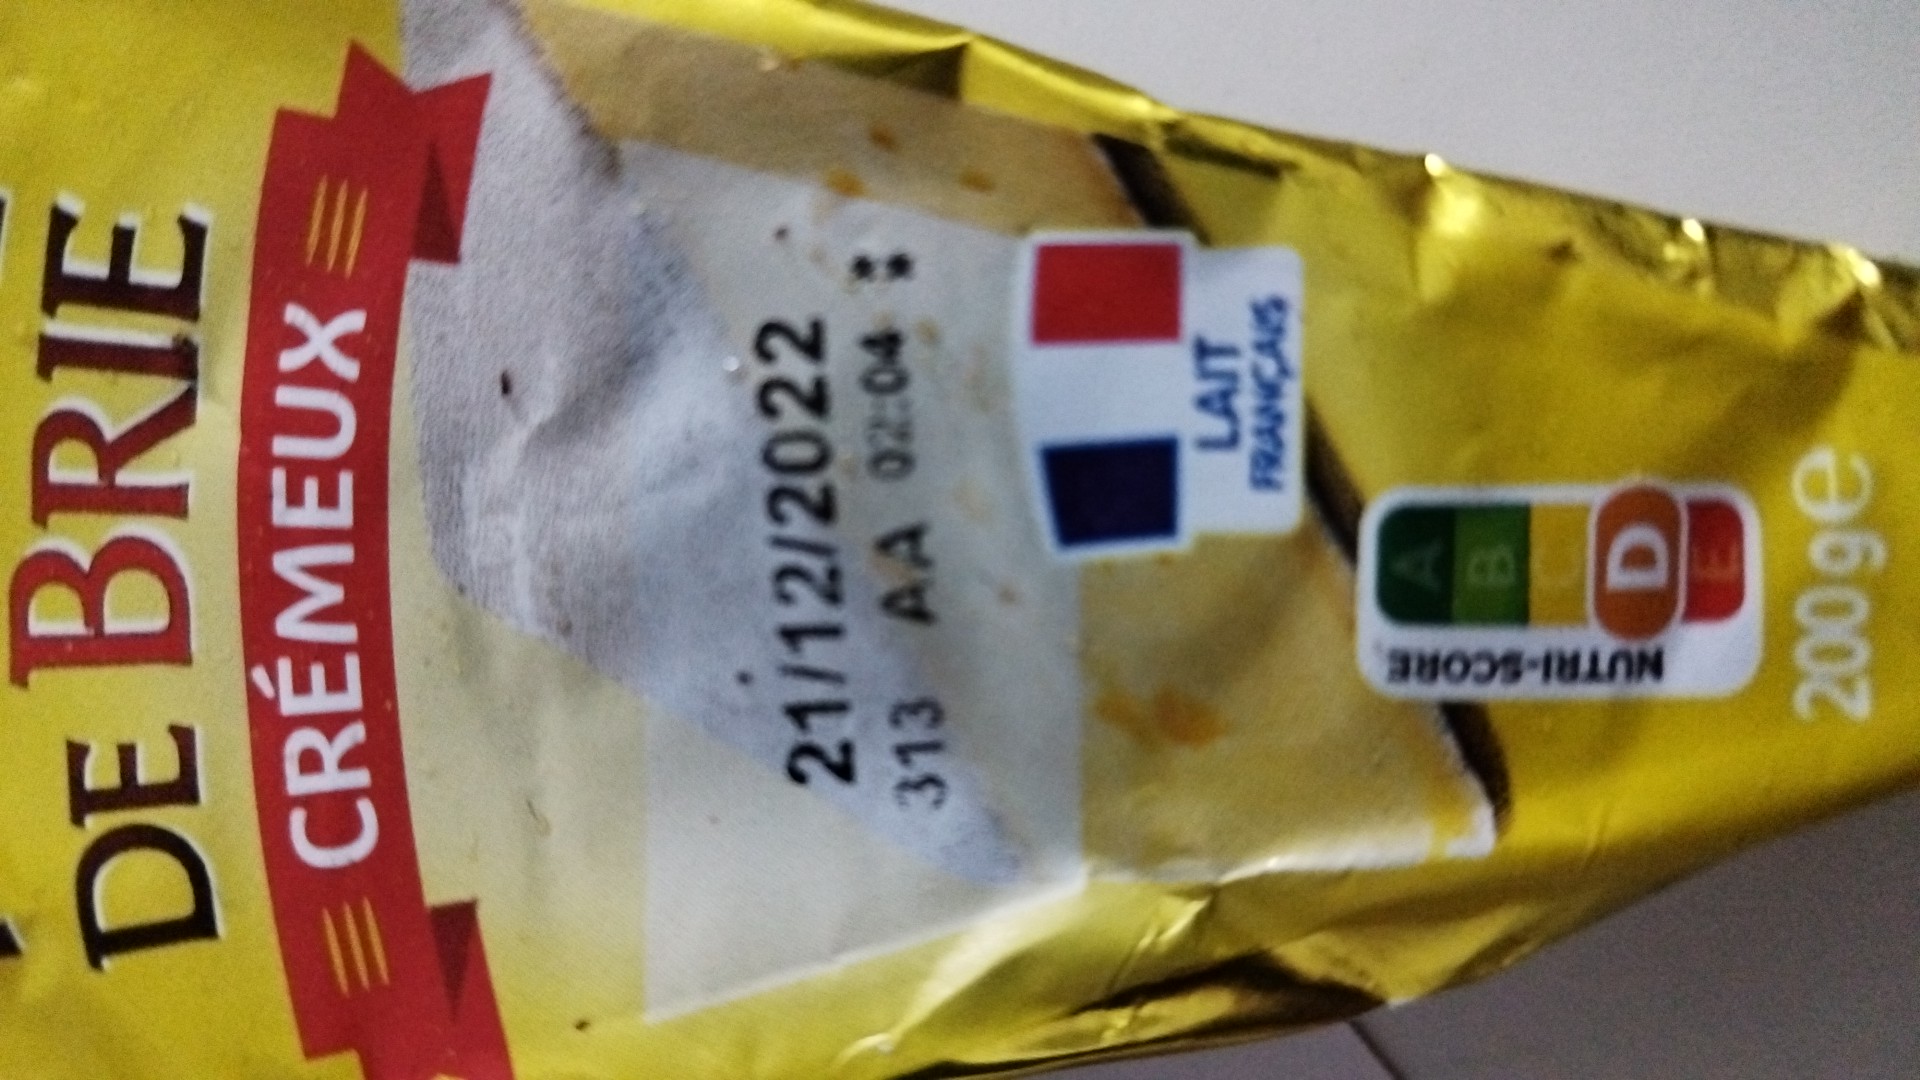 DE BRIE
CRÉMEUX
21/12/2022
313 AA 02:04 **
LAIT
FRANÇAIS
NUTRI-SCORE
A B C D E
200g e